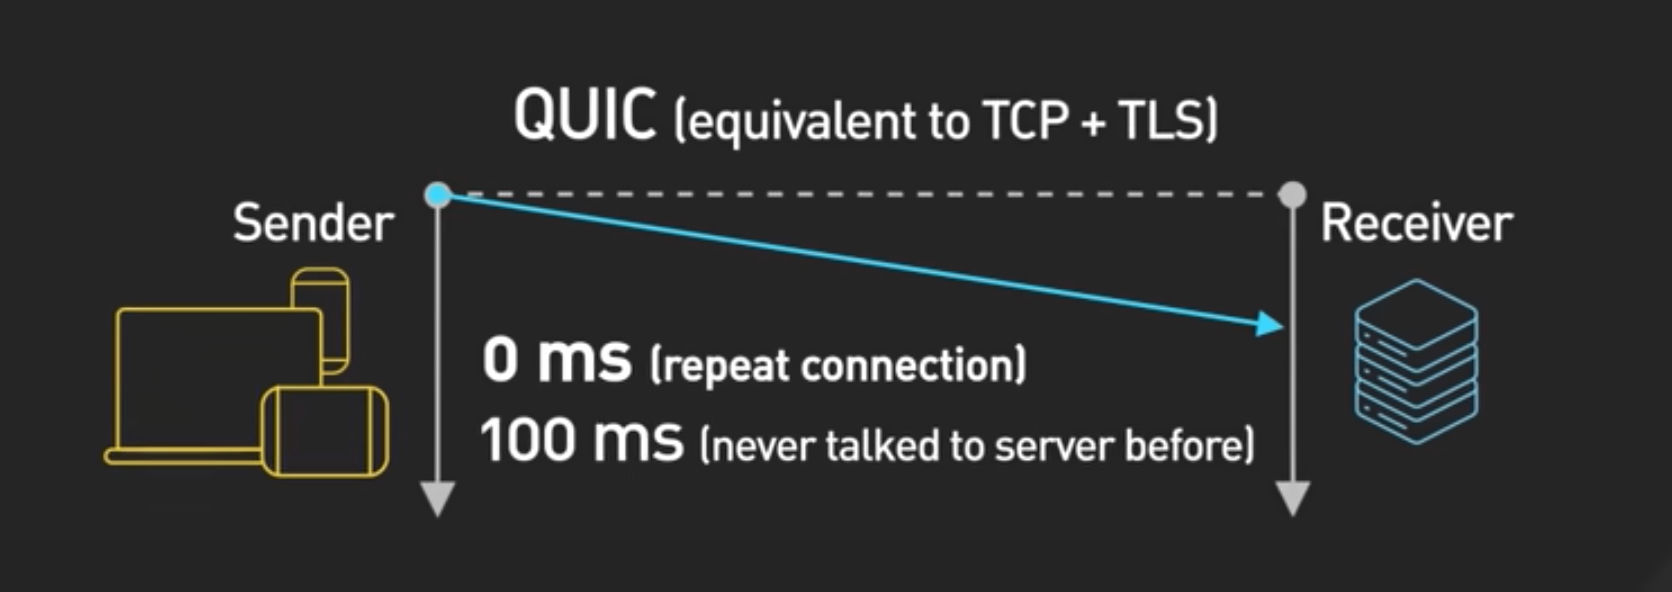 QUIC (equivalent to TCP + TLS)
Sender
Receiver
0 ms (repeat connection)
100 ms (never talked to server before)